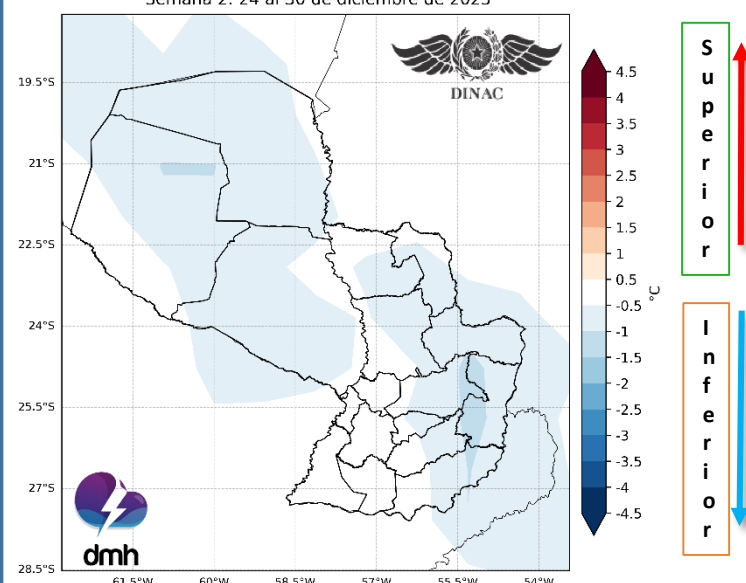 Semana 2: 24 al 30 de diciembre de 2023
DINAC
19.5°S
21°S
22.5°S
24°S
25.5°S
27°S
28.5°S
61.5°W
60°W
58.5°W
57°W
55.5°W
54°W
4.5
4
3.5
3
2.5
2
1.5
1
0.5
-0.5
-1
-1.5
-2
-2.5
-3
-3.5
-4
-4.5
°C
Superior
Inferior
dmh